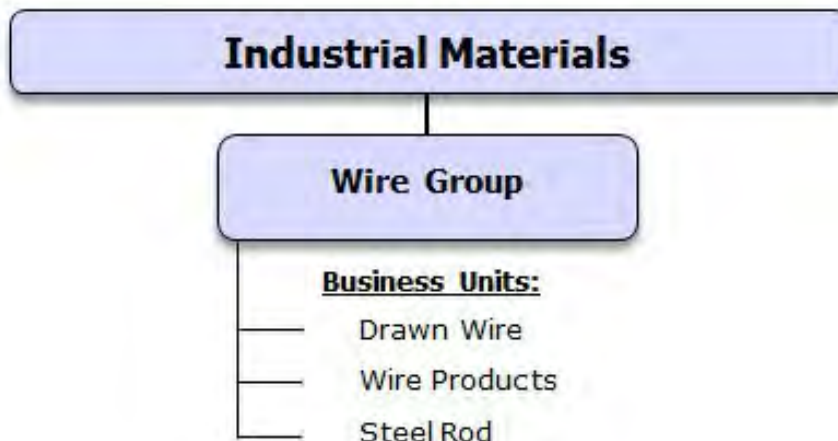 Industrial Materials
Wire Group
Business Units:
Drawn Wire
Wire Products
Steel Rod